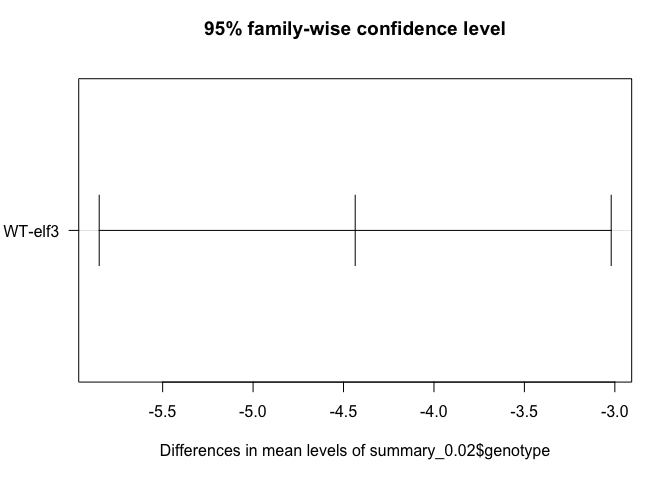 95% family-wise confidence level
WT-elf3
-5.5 -5.0 -4.5 -4.0 -3.5 -3.0
Differences in mean levels of summary_0.02$genotype